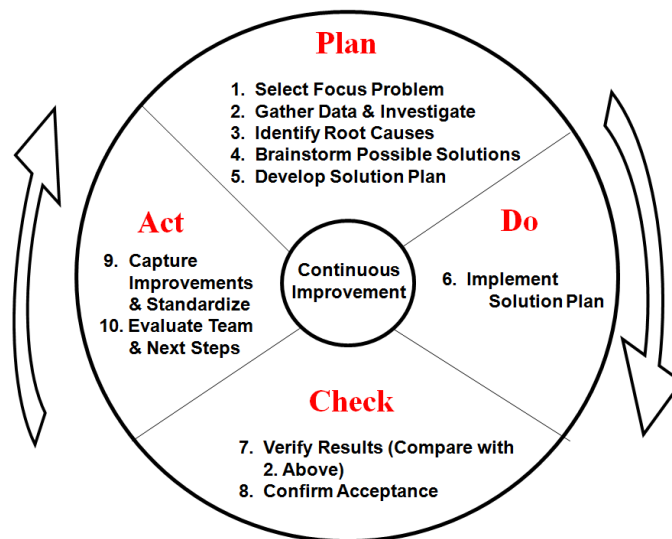 Plan
1. Select Focus Problem
2 Gather Data & Investigate
3. Identify Root Causes
4 Brainstorm Possible Solutions
5 Develop Solution Plan
Do
6. Implement
Solution Plan
Check
7. Verify Results (Compare with
2. Above)
8. Confirm Acceptance
Act
9. Capture
Improvements
& Standardize
10. Evaluate Team
& Next Steps
Continuous
Improvement